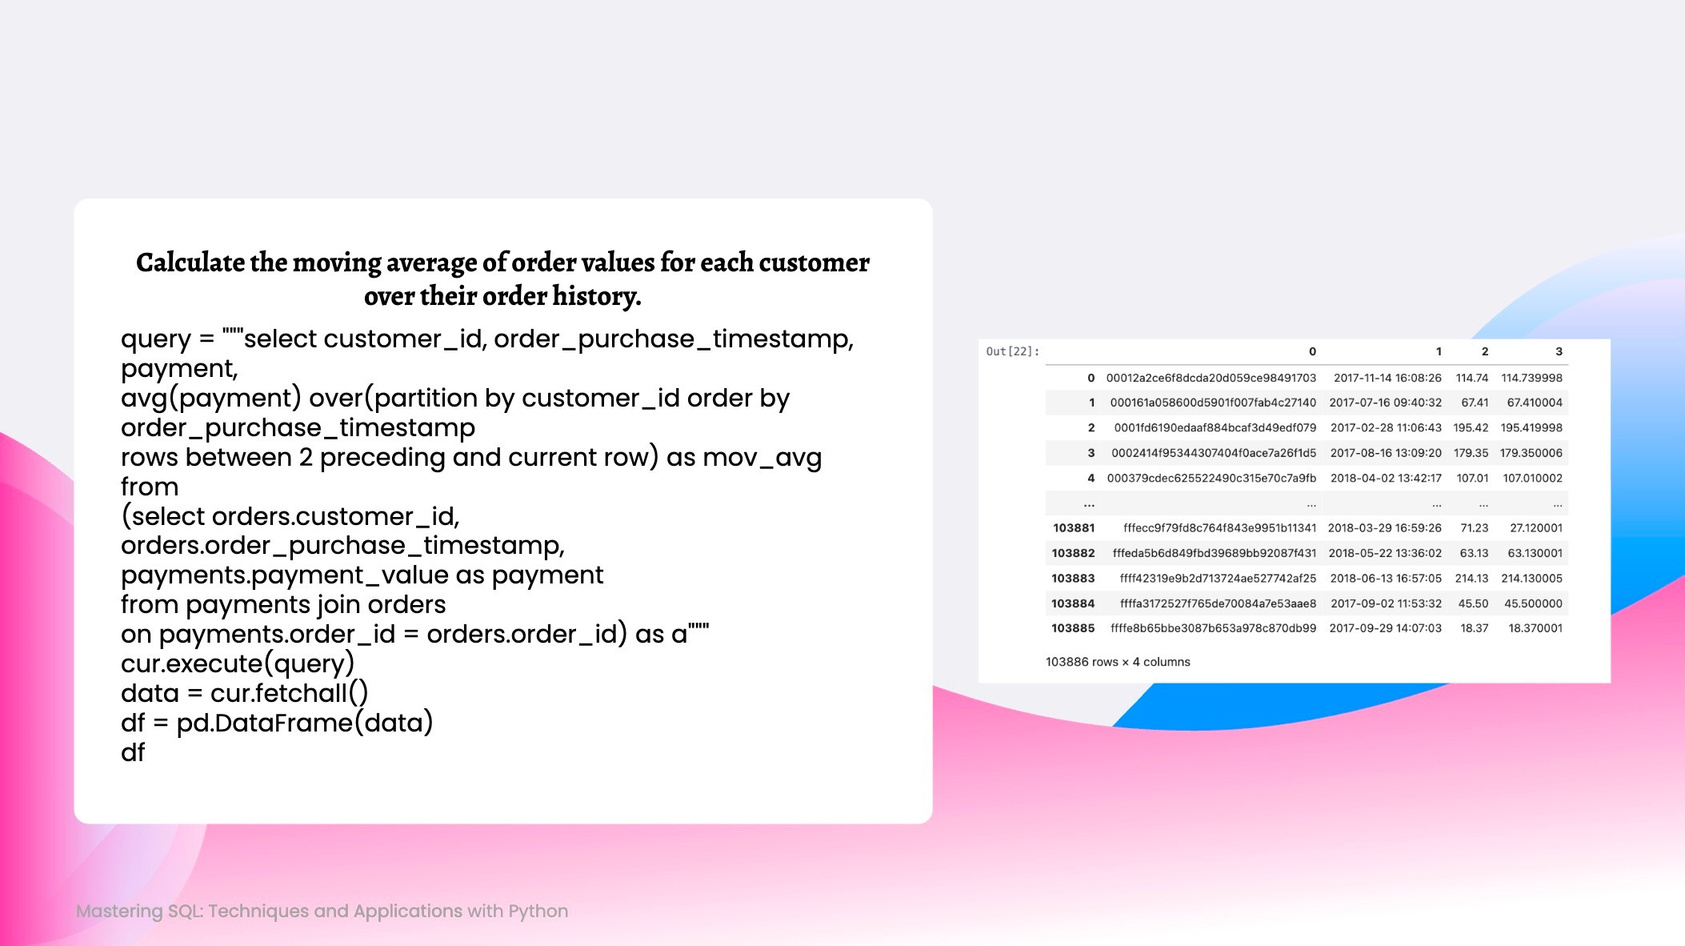 Calculate the moving average of order values for each customer
over their order history.
query = """select customer_id, order_purchase_timestamp,
payment,
avg(payment) over(partition by customer_id order by
order_purchase_timestamp
rows between 2 preceding and current row) as mov_avg
from
(select orders.customer_id,
orders.order_purchase_timestamp,
payments.payment_value as payment
from payments join orders
on payments.order_id = orders.order_id) as a"""
cur.execute(query)
data = cur.fetchall()
df = pd.DataFrame(data)
df
Out[22]: 0 1 2 3
0 00012a2ce6f8dcda20d059ce98491703 2017-11-14 16:08:26 114.74 114.739998
1 000161a058600d5901f007fab4c27140 2017-07-16 09:40:32 67.41 67.410004
2 0001fd6190edaaf884bcaf3d49edf079 2017-02-28 11:06:43 195.42 195.419998
3 0002414f95344307404f0ace7a26f1d5 2017-08-16 13:09:20 179.35 179.350006
4 000379cdec625522490c315e70c7a9fb 2018-04-02 13:42:17 107.01 107.010002
... ... ... ... ...
103881 fffecc9f79fd8c764f843e9951b11341 2018-03-29 16:59:26 71.23 27.120001
103882 fffeda5b6d849fbd39689bb92087f431 2018-05-22 13:36:02 63.13 63.130001
103883 ffff42319e9b2d713724ae527742af25 2018-06-13 16:57:05 214.13 214.130005
103884 ffffa3172527f765de70084a7e53aae8 2017-09-02 11:53:32 45.50 45.500000
103885 ffffe8b65bbe3087b653a978c870db99 2017-09-29 14:07:03 18.37 18.370001
103886 rows × 4 columns
Mastering SQL: Techniques and Applications with Python